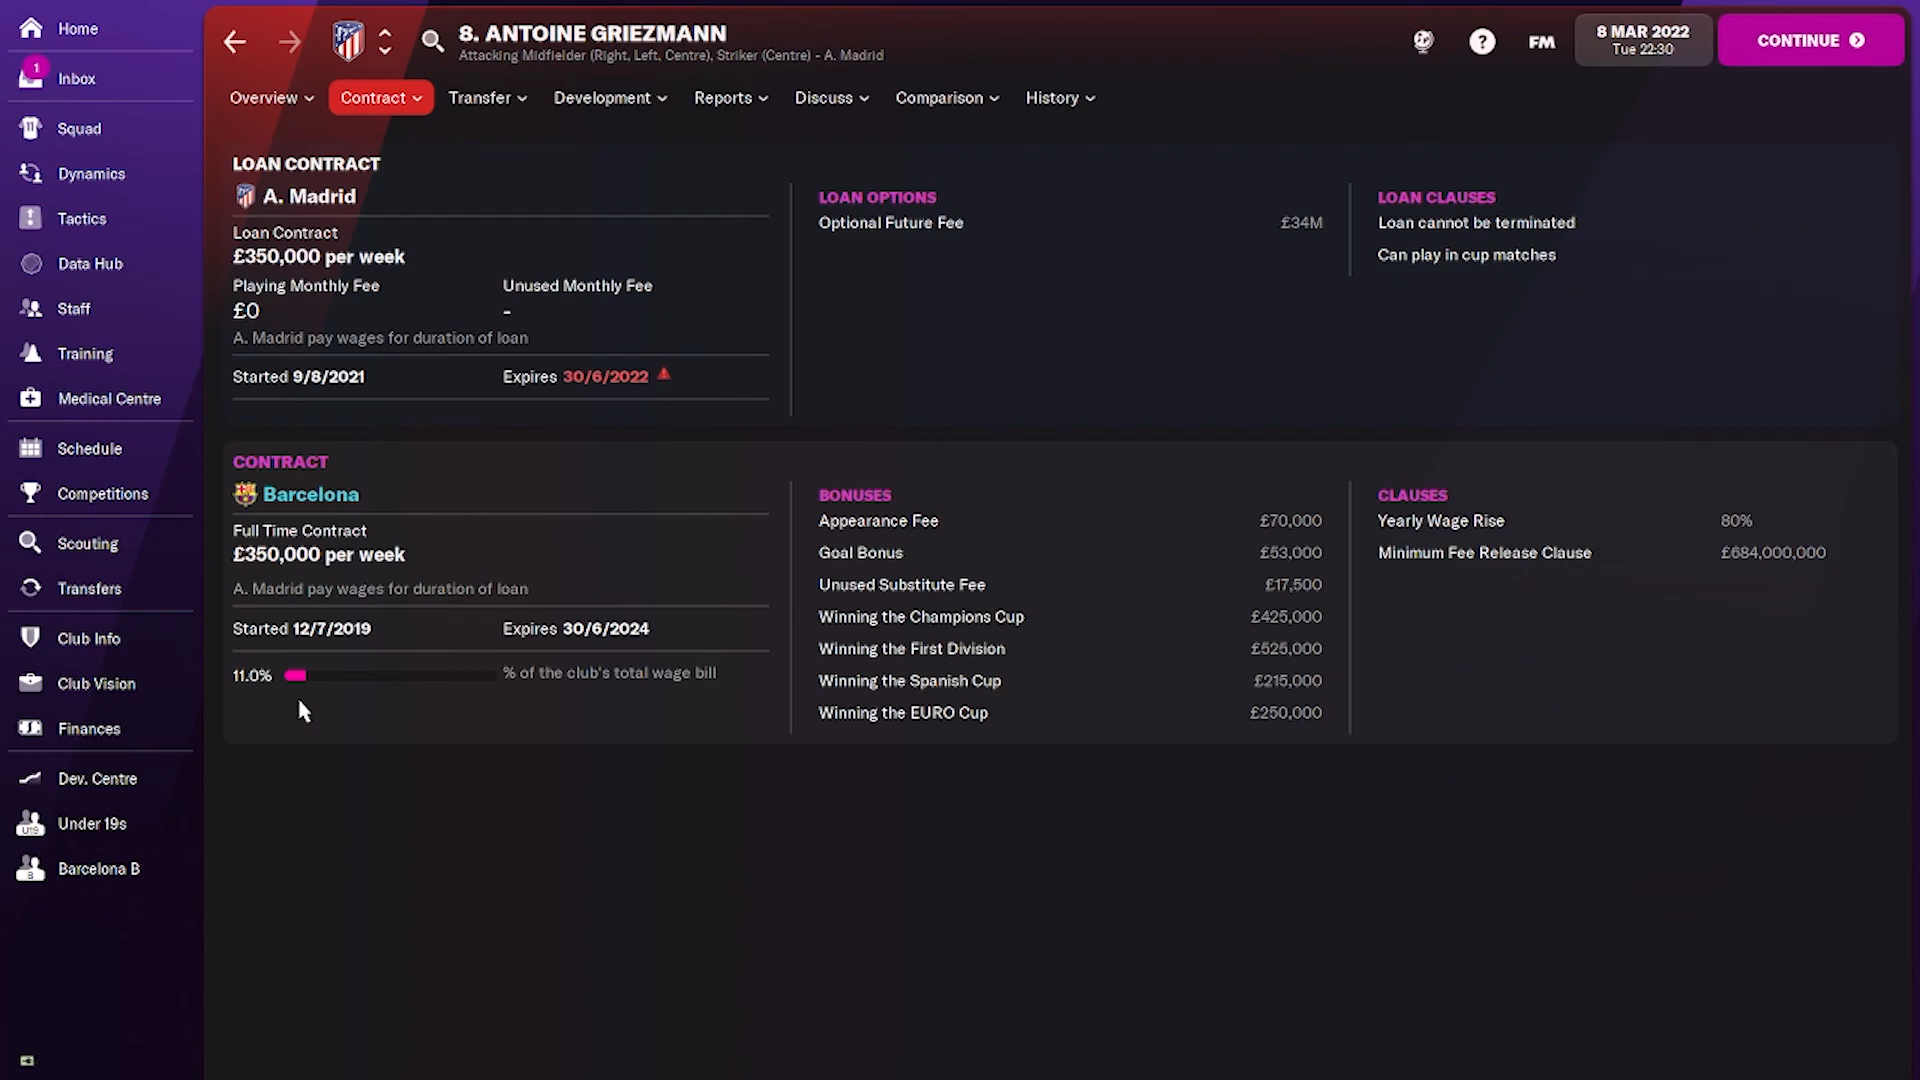 Home
1
Inbox
Squad
Dynamics
Tactics
Data Hub
Staff
Training
Medical Centre
Schedule
Competitions
Scouting
Transfers
Club Info
Club Vision
Finances
Dev. Centre
U19
Under 19s
B
Barcelona B
8. ANTOINE GRIEZMANN
Attacking Midfielder (Right, Left, Centre), Striker (Centre) - A. Madrid
?
FM
8 MAR 2022
Tue 22:30
CONTINUE
Overview
Contract
Transfer
Development
Reports
Discuss
Comparison
History
LOAN CONTRACT
A. Madrid
Loan Contract
£350,000 per week
Playing Monthly Fee Unused Monthly Fee
£0 -
A. Madrid pay wages for duration of loan
Started 9/8/2021 Expires 30/6/2022
LOAN OPTIONS
Optional Future Fee £34M
LOAN CLAUSES
Loan cannot be terminated
Can play in cup matches
CONTRACT
Barcelona
Full Time Contract
£350,000 per week
A. Madrid pay wages for duration of loan
Started 12/7/2019 Expires 30/6/2024
11.0% % of the club's total wage bill
BONUSES
Appearance Fee £70,000
Goal Bonus £53,000
Unused Substitute Fee £17,500
Winning the Champions Cup £425,000
Winning the First Division £525,000
Winning the Spanish Cup £215,000
Winning the EURO Cup £250,000
CLAUSES
Yearly Wage Rise 80%
Minimum Fee Release Clause £684,000,000